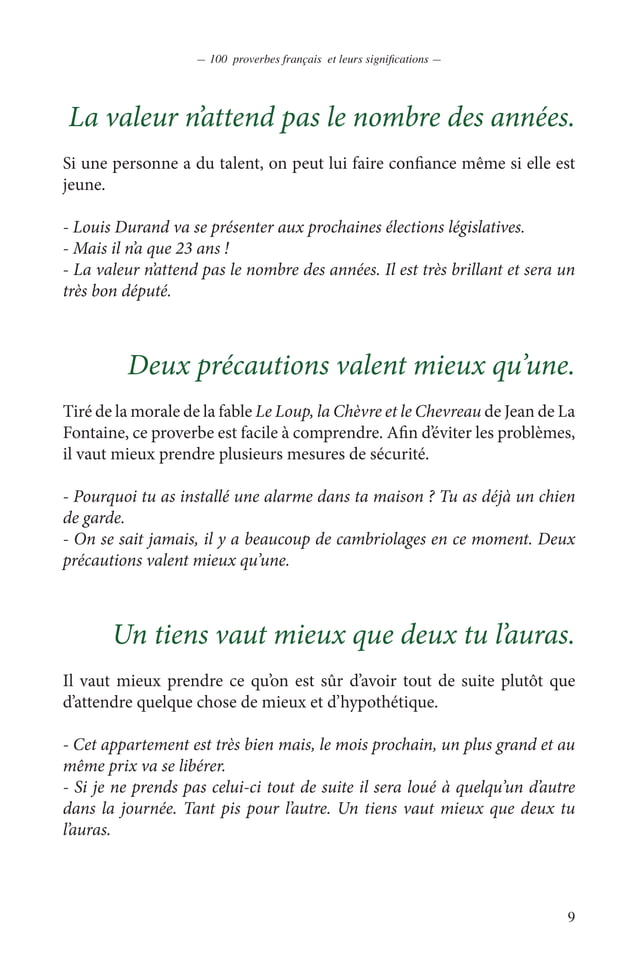 — 100 proverbes français et leurs significations —
La valeur n’attend pas le nombre des années.
Si une personne a du talent, on peut lui faire confiance même si elle est
jeune.
- Louis Durand va se présenter aux prochaines élections législatives.
- Mais il n’a que 23 ans !
- La valeur n’attend pas le nombre des années. Il est très brillant et sera un
très bon député.
Deux précautions valent mieux qu’une.
Tiré de la morale de la fable Le Loup, la Chèvre et le Chevreau de Jean de La
Fontaine, ce proverbe est facile à comprendre. Afin d’éviter les problèmes,
il vaut mieux prendre plusieurs mesures de sécurité.
- Pourquoi tu as installé une alarme dans ta maison ? Tu as déjà un chien
de garde.
- On se sait jamais, il y a beaucoup de cambriolages en ce moment. Deux
précautions valent mieux qu’une.
Un tiens vaut mieux que deux tu l’auras.
Il vaut mieux prendre ce qu’on est sûr d’avoir tout de suite plutôt que
d’attendre quelque chose de mieux et d’hypothétique.
- Cet appartement est très bien mais, le mois prochain, un plus grand et au
même prix va se libérer.
- Si je ne prends pas celui-ci tout de suite il sera loué à quelqu’un d’autre
dans la journée. Tant pis pour l’autre. Un tiens vaut mieux que deux tu
l’auras.
9